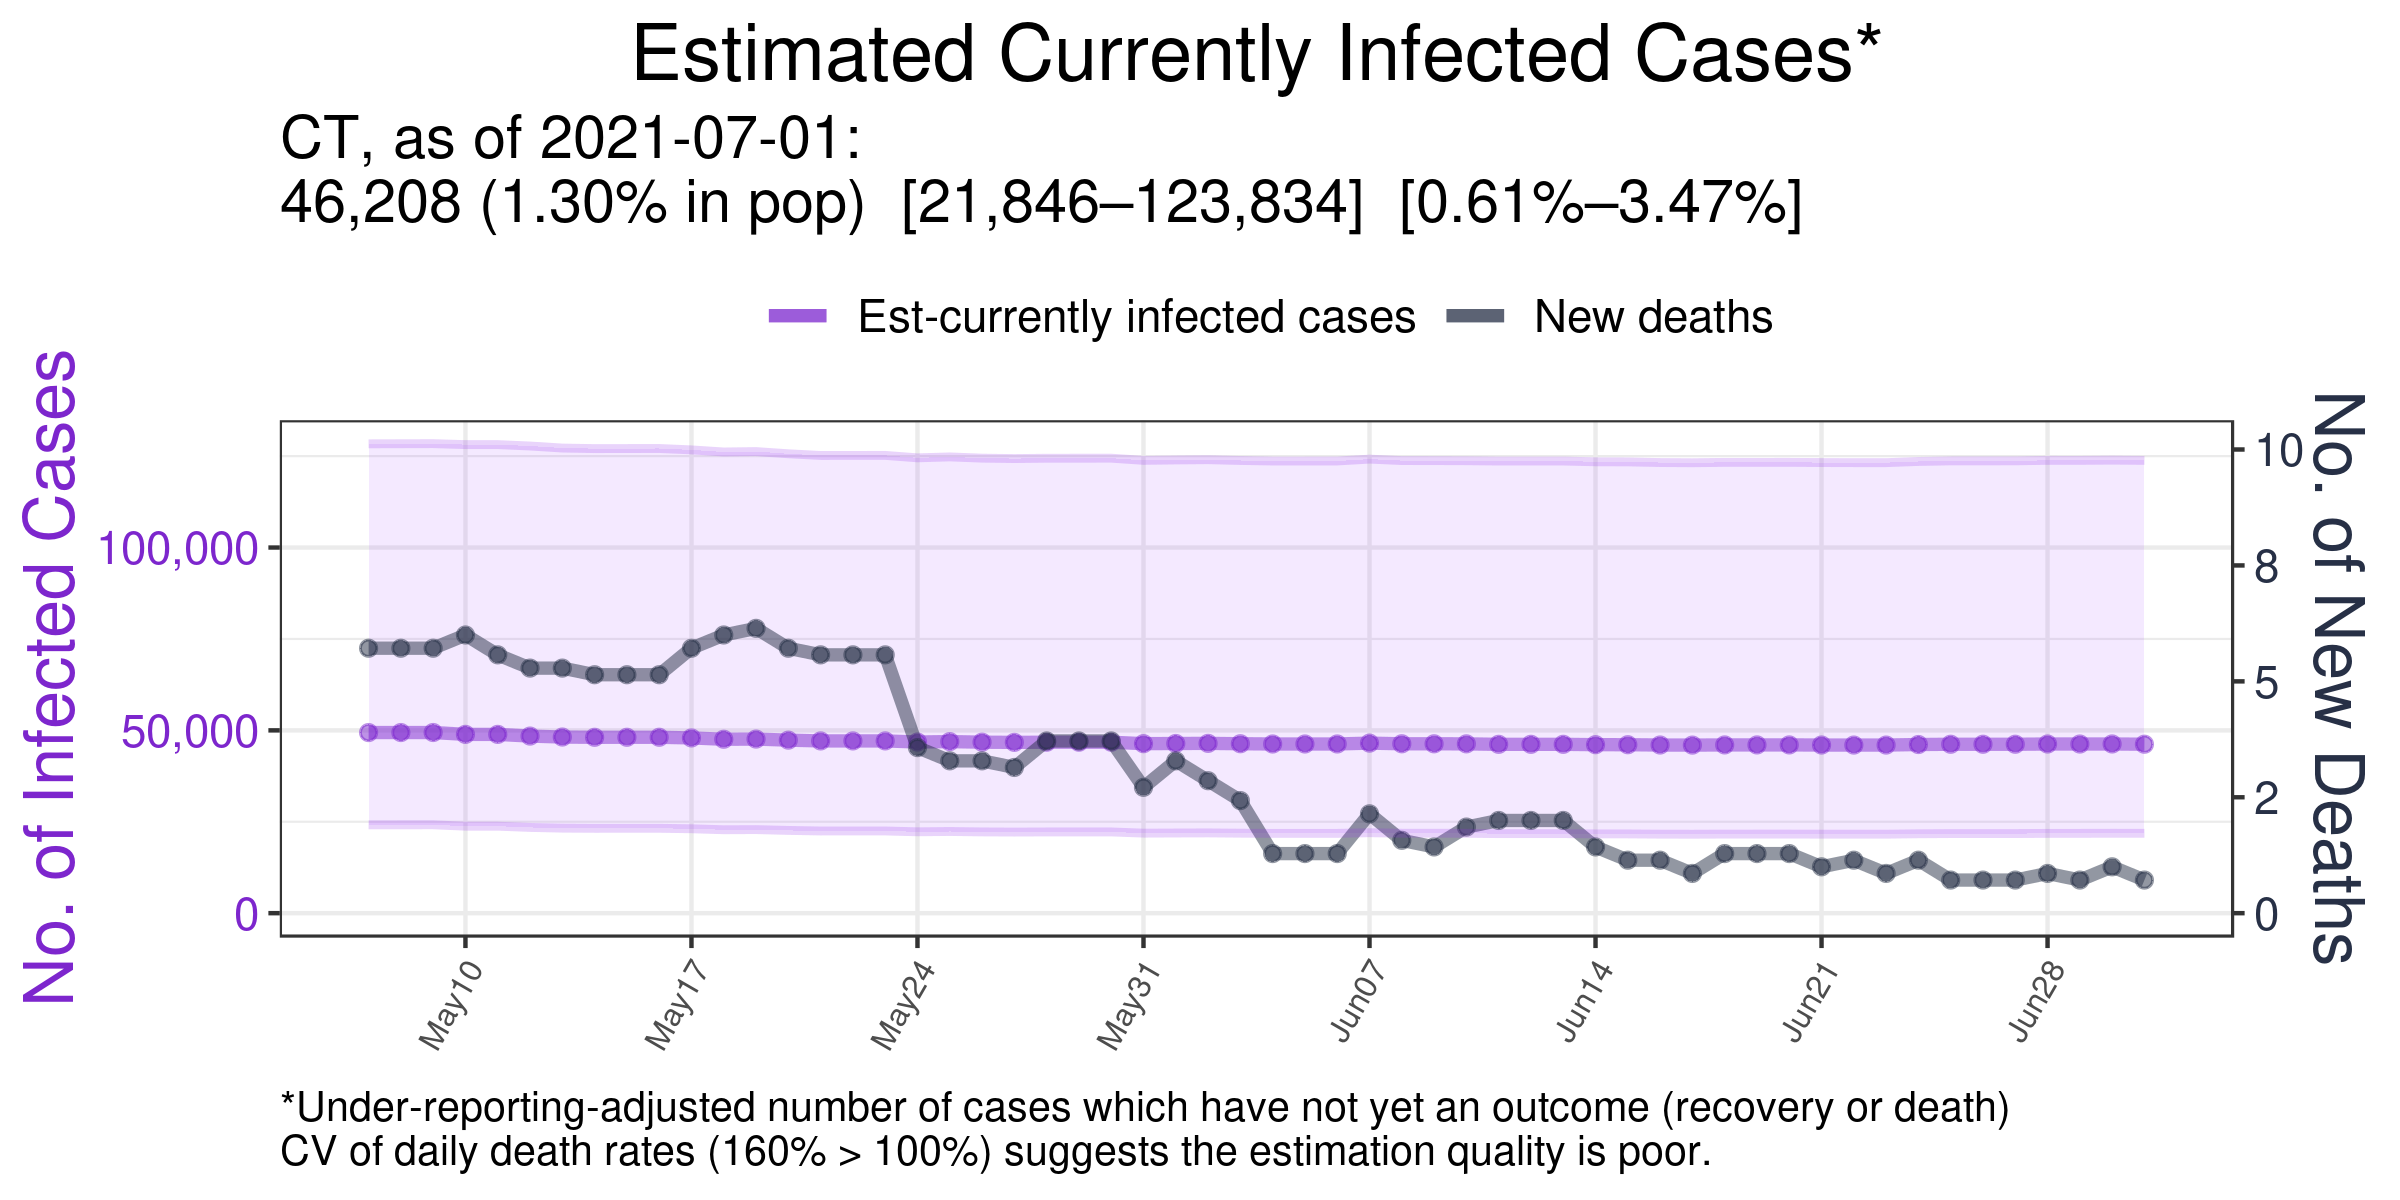 Estimated Currently Infected Cases*
CT, as of 2021-07-01:
46,208 (1.30% in pop)  [21,846–123,834]  [0.61%–3.47%]
Est-currently infected cases
New deaths
No. of Infected Cases
100,000
50,000
0
10
8
5
2
0
No. of New Deaths
May10
May17
May24
May31
Jun07
Jun14
Jun21
Jun28
*Under-reporting-adjusted number of cases which have not yet an outcome (recovery or death)
CV of daily death rates (160% > 100%) suggests the estimation quality is poor.